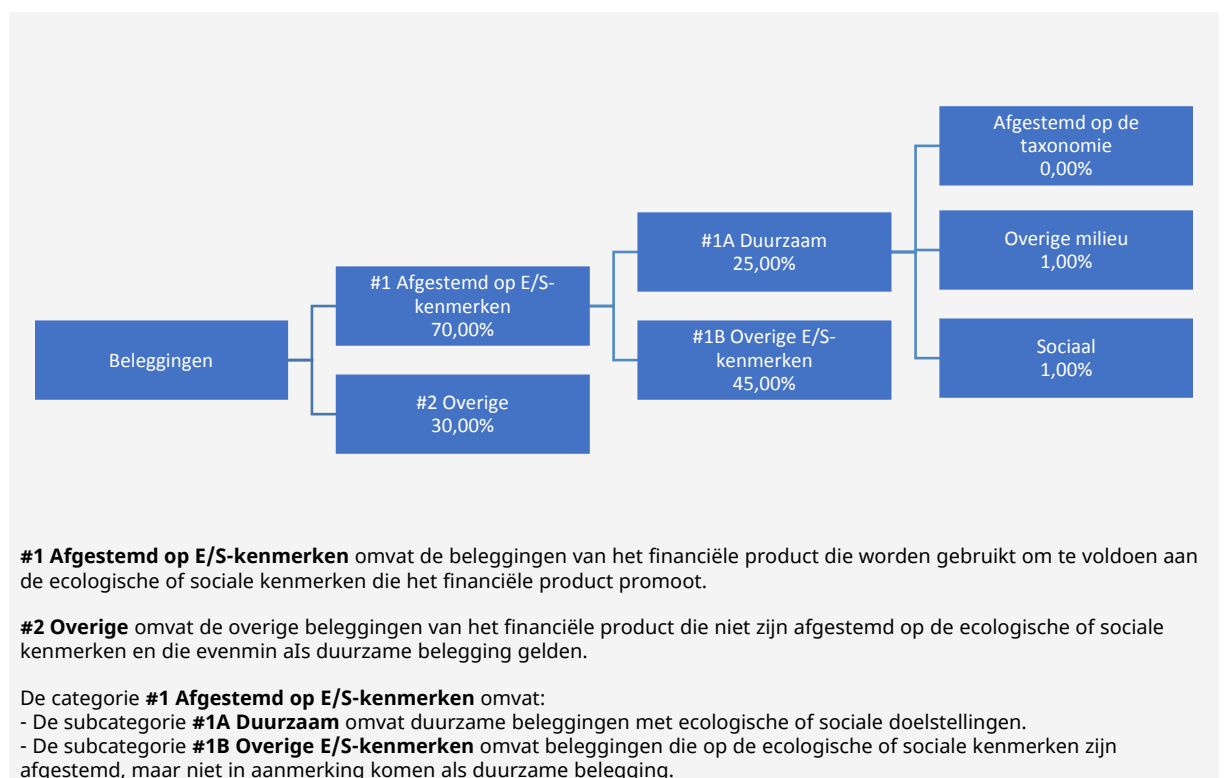 Afgestemd op de
taxonomie
0,00%
#1A Duurzaam
25,00%
Overige milieu
1,00%
#1 Afgestemd op E/S-
kenmerken
70,00%
Beleggingen
#1B Overige E/S-
kenmerken
45,00%
Sociaal
1,00%
#2 Overige
30,00%
#1 Afgestemd op E/S-kenmerken omvat de beleggingen van het financiële product die worden gebruikt om te voldoen aan
de ecologische of sociale kenmerken die het financiële product promoot.
#2 Overige omvat de overige beleggingen van het financiële product die niet zijn afgestemd op de ecologische of sociale
kenmerken en die evenmin aIs duurzame belegging gelden.
De categorie #1 Afgestemd op E/S-kenmerken omvat:
- De subcategorie #1A Duurzaam omvat duurzame beleggingen met ecologische of sociale doelstellingen.
- De subcategorie #1B Overige E/S-kenmerken omvat beleggingen die op de ecologische of sociale kenmerken zijn
afgestemd, maar niet in aanmerking komen als duurzame belegging.